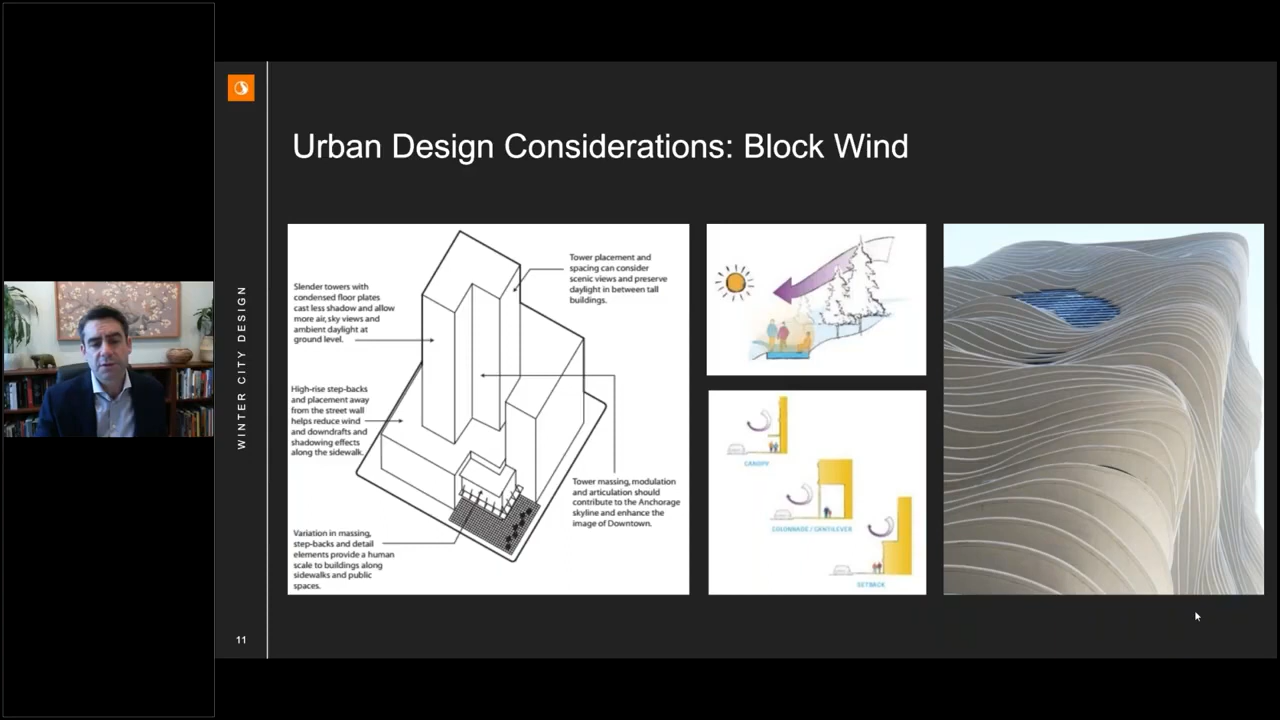 Urban Design Considerations: Block Wind
WINTER CITY DESIGN
11
Slender towers with
condensed floor plates
cast less shadow and allow
more air, sky views and
ambient daylight at
ground level.
High-rise step-backs
and placement away
from the street wall
helps reduce wind
and downdrafts and
shadowing effects
along the sidewalk.
Variation in massing,
step-backs and detail
elements provide a human
scale to buildings along
sidewalks and public
spaces.
Tower placement and
spacing can consider
scenic views and preserve
daylight in between tall
buildings.
Tower massing, modulation
and articulation should
contribute to the Anchorage
skyline and enhance the
image of Downtown.
CANOPY
COLONNADE / CANTILEVER
SETBACK